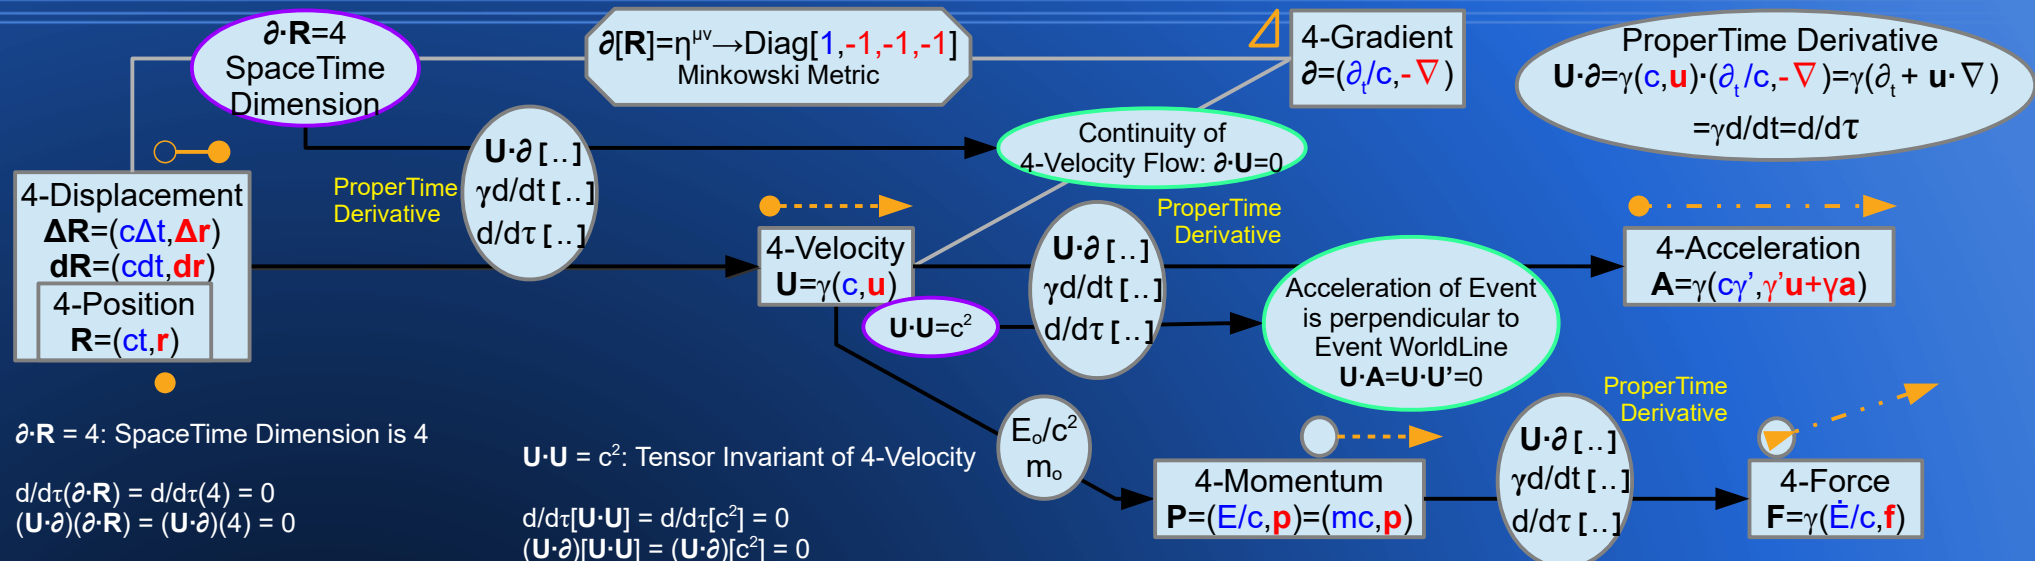 ∂·R=4
SpaceTime
Dimension
∂[R]=η^μν→Diag[1,-1,-1,-1]
Minkowski Metric
4-Gradient
∂=(∂ₜ/c,-∇)
ProperTime Derivative
U·∂=γ(c,u)·(∂ₜ/c,-∇)=γ(∂ₜ + u·∇)
=γd/dt=d/dτ
U·∂ [..]
γd/dt [..]
d/dτ [..]
ProperTime
Derivative
Continuity of
4-Velocity Flow: ∂·U=0
4-Displacement
ΔR=(cΔt,Δr)
dR=(cdt,dr)
4-Position
R=(ct,r)
4-Velocity
U=γ(c,u)
U·U=c²
U·∂ [..]
γd/dt [..]
d/dτ [..]
ProperTime
Derivative
Acceleration of Event
is perpendicular to
Event WorldLine
U·A=U·U’=0
4-Acceleration
A=γ(cγ’,γ’u+γa)
Eₒ/c²
mₒ
4-Momentum
P=(E/c,p)=(mc,p)
U·∂ [..]
γd/dt [..]
d/dτ [..]
ProperTime
Derivative
4-Force
F=γ(Ė/c,f)
∂·R = 4: SpaceTime Dimension is 4
d/dτ(∂·R) = d/dτ(4) = 0
(U·∂)(∂·R) = (U·∂)(4) = 0
U·U = c²: Tensor Invariant of 4-Velocity
d/dτ[U·U] = d/dτ[c²] = 0
(U·∂)[U·U] = (U·∂)[c²] = 0